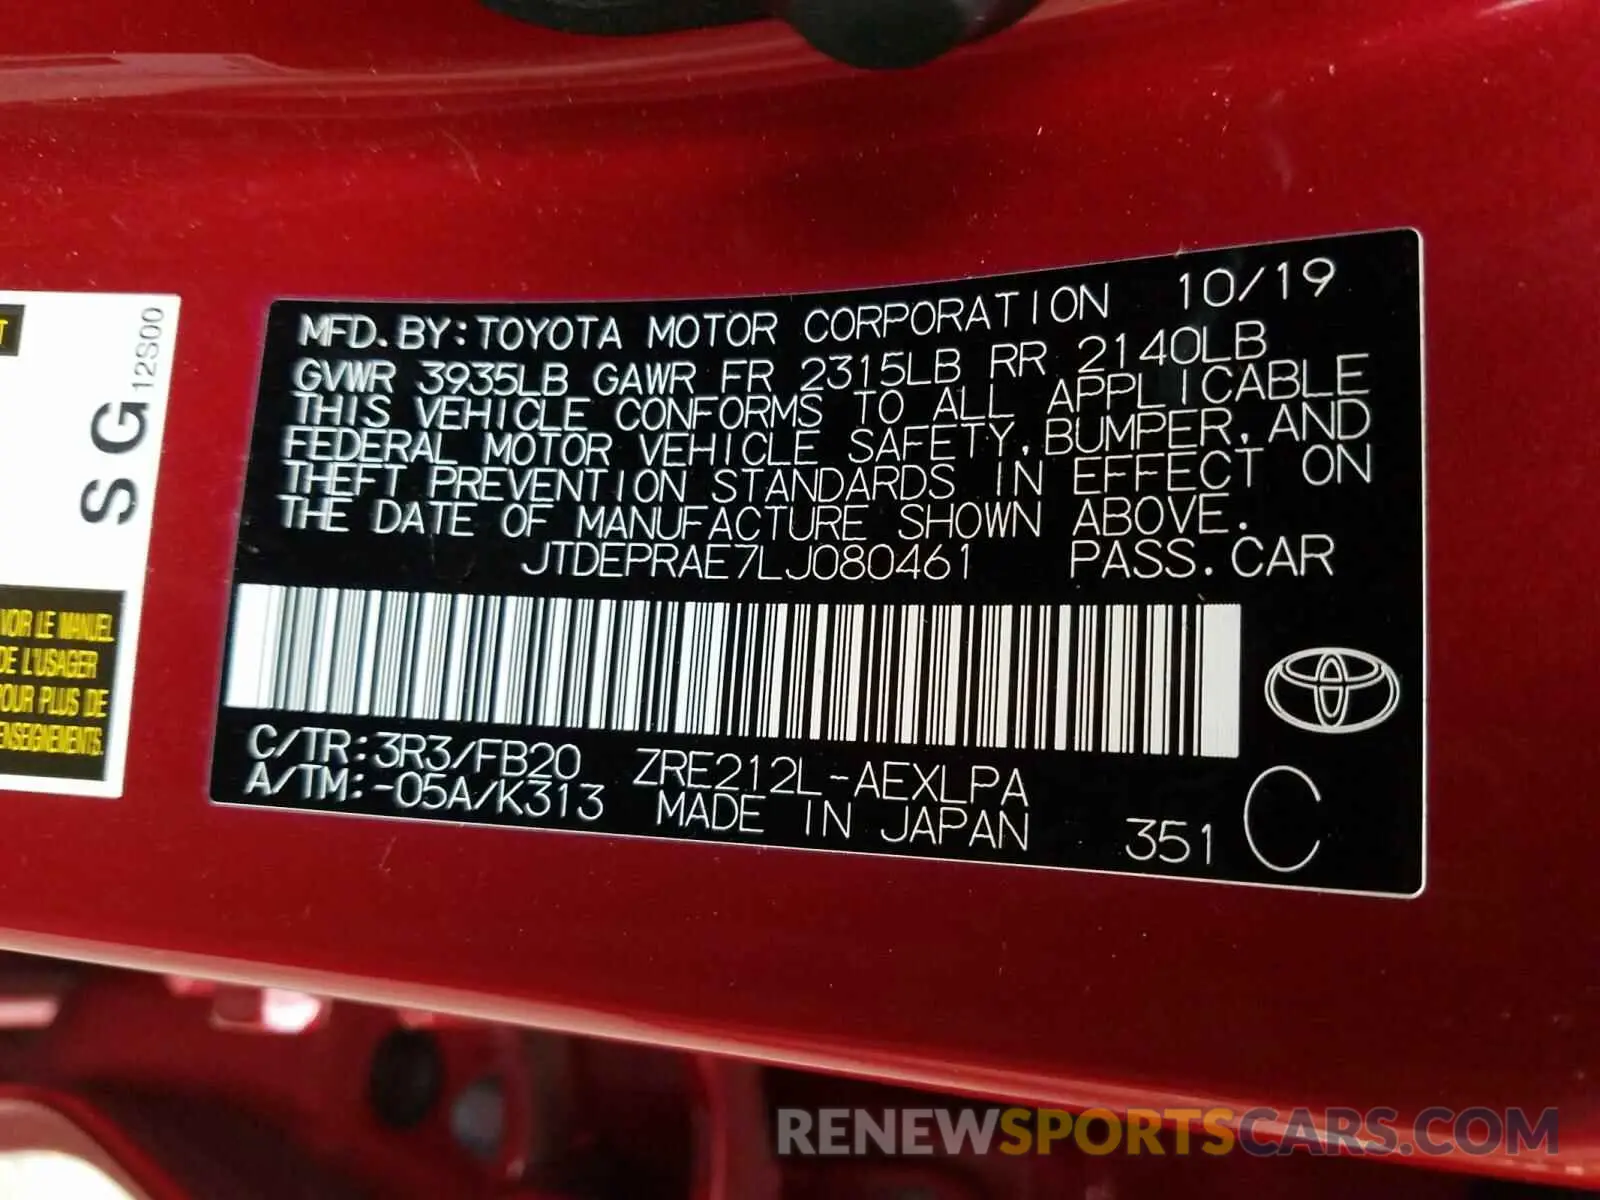 MFD.BY:TOYOTA MOTOR CORPORATION 10/19
GVWR 3935LB GAWR FR 2315LB RR 2140LB
THIS VEHICLE CONFORMS TO ALL APPLICABLE
FEDERAL MOTOR VEHICLE SAFETY,BUMPER,AND
THEFT PREVENTION STANDARDS IN EFFECT ON
THE DATE OF MANUFACTURE SHOWN ABOVE.
JTDEPRAE7LJ080461 PASS.CAR
C/TR:3R3/FB20 ZRE212L-AEXLPA
A/TM:-05A/K313 MADE IN JAPAN 351 C
T
SG12S00
VOIR LE MANUEL
DE L'USAGER
POUR PLUS DE
RENSEIGNEMENTS.
RENEWSPORTSCARS.COM